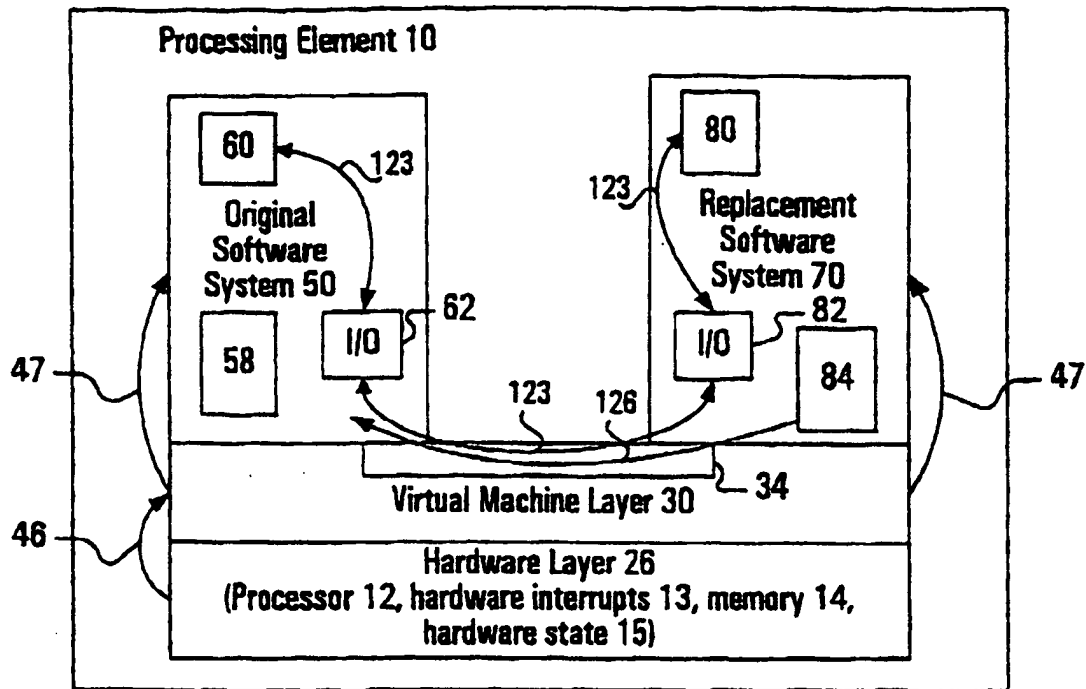 Processing Element 10
60
123
Original
Software
System 50
62
I/O
58
80
123
Replacement
Software
System 70
82
I/O
84
47
47
123
126
34
Virtual Machine Layer 30
46
Hardware Layer 26
(Processor 12, hardware interrupts 13, memory 14,
hardware state 15)